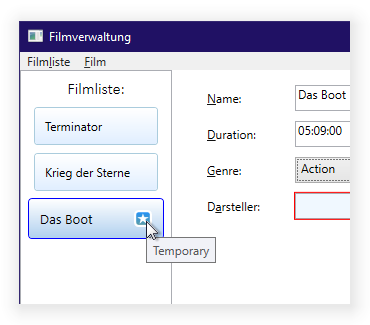 Filmverwaltung
Filmliste Film
Filmliste:
Terminator
Krieg der Sterne
Das Boot
Temporary
Name: Das Boot
Duration: 05:09:00
Genre: Action
Darsteller: